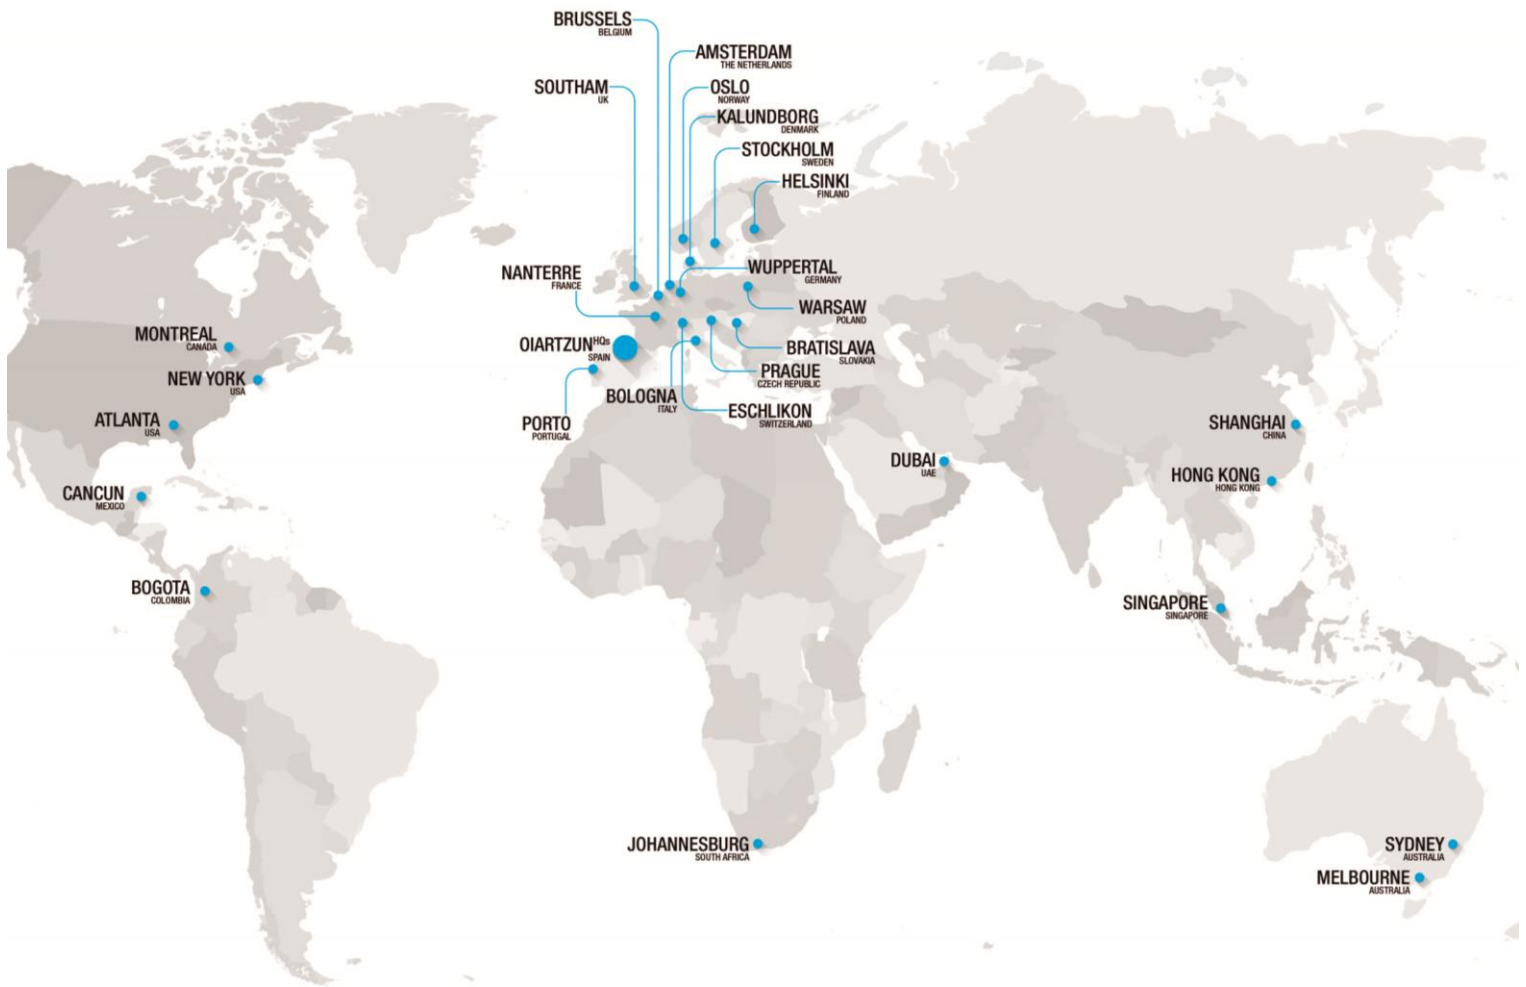 BRUSSELS
BELGIUM
AMSTERDAM
THE NETHERLANDS
SOUTHAM
UK
OSLO
NORWAY
KALUNDBORG
DENMARK
STOCKHOLM
SWEDEN
HELSINKI
FINLAND
NANTERRE
FRANCE
WUPPERTAL
GERMANY
WARSAW
POLAND
MONTREAL
CANADA
OIARTZUN HQs
SPAIN
BRATISLAVA
SLOVAKIA
NEW YORK
USA
PRAGUE
CZECH REPUBLIC
BOLOGNA
ITALY
ESCHLIKON
SWITZERLAND
ATLANTA
USA
PORTO
PORTUGAL
SHANGHAI
CHINA
DUBAI
UAE
HONG KONG
HONG KONG
CANCUN
MEXICO
BOGOTA
COLOMBIA
SINGAPORE
SINGAPORE
JOHANNESBURG
SOUTH AFRICA
SYDNEY
AUSTRALIA
MELBOURNE
AUSTRALIA